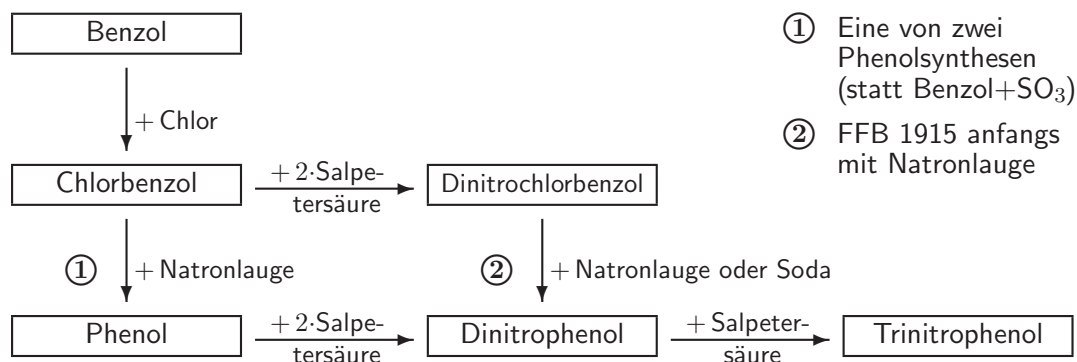 Benzol
① Eine von zwei
Phenolsynthesen
(statt Benzol+SO₃)
+ Chlor
② FFB 1915 anfangs
mit Natronlauge
Chlorbenzol
+ 2·Salpe-
tersäure
Dinitrochlorbenzol
①
+ Natronlauge
②
+ Natronlauge oder Soda
Phenol
+ 2·Salpe-
tersäure
Dinitrophenol
+ Salpeter-
säure
Trinitrophenol